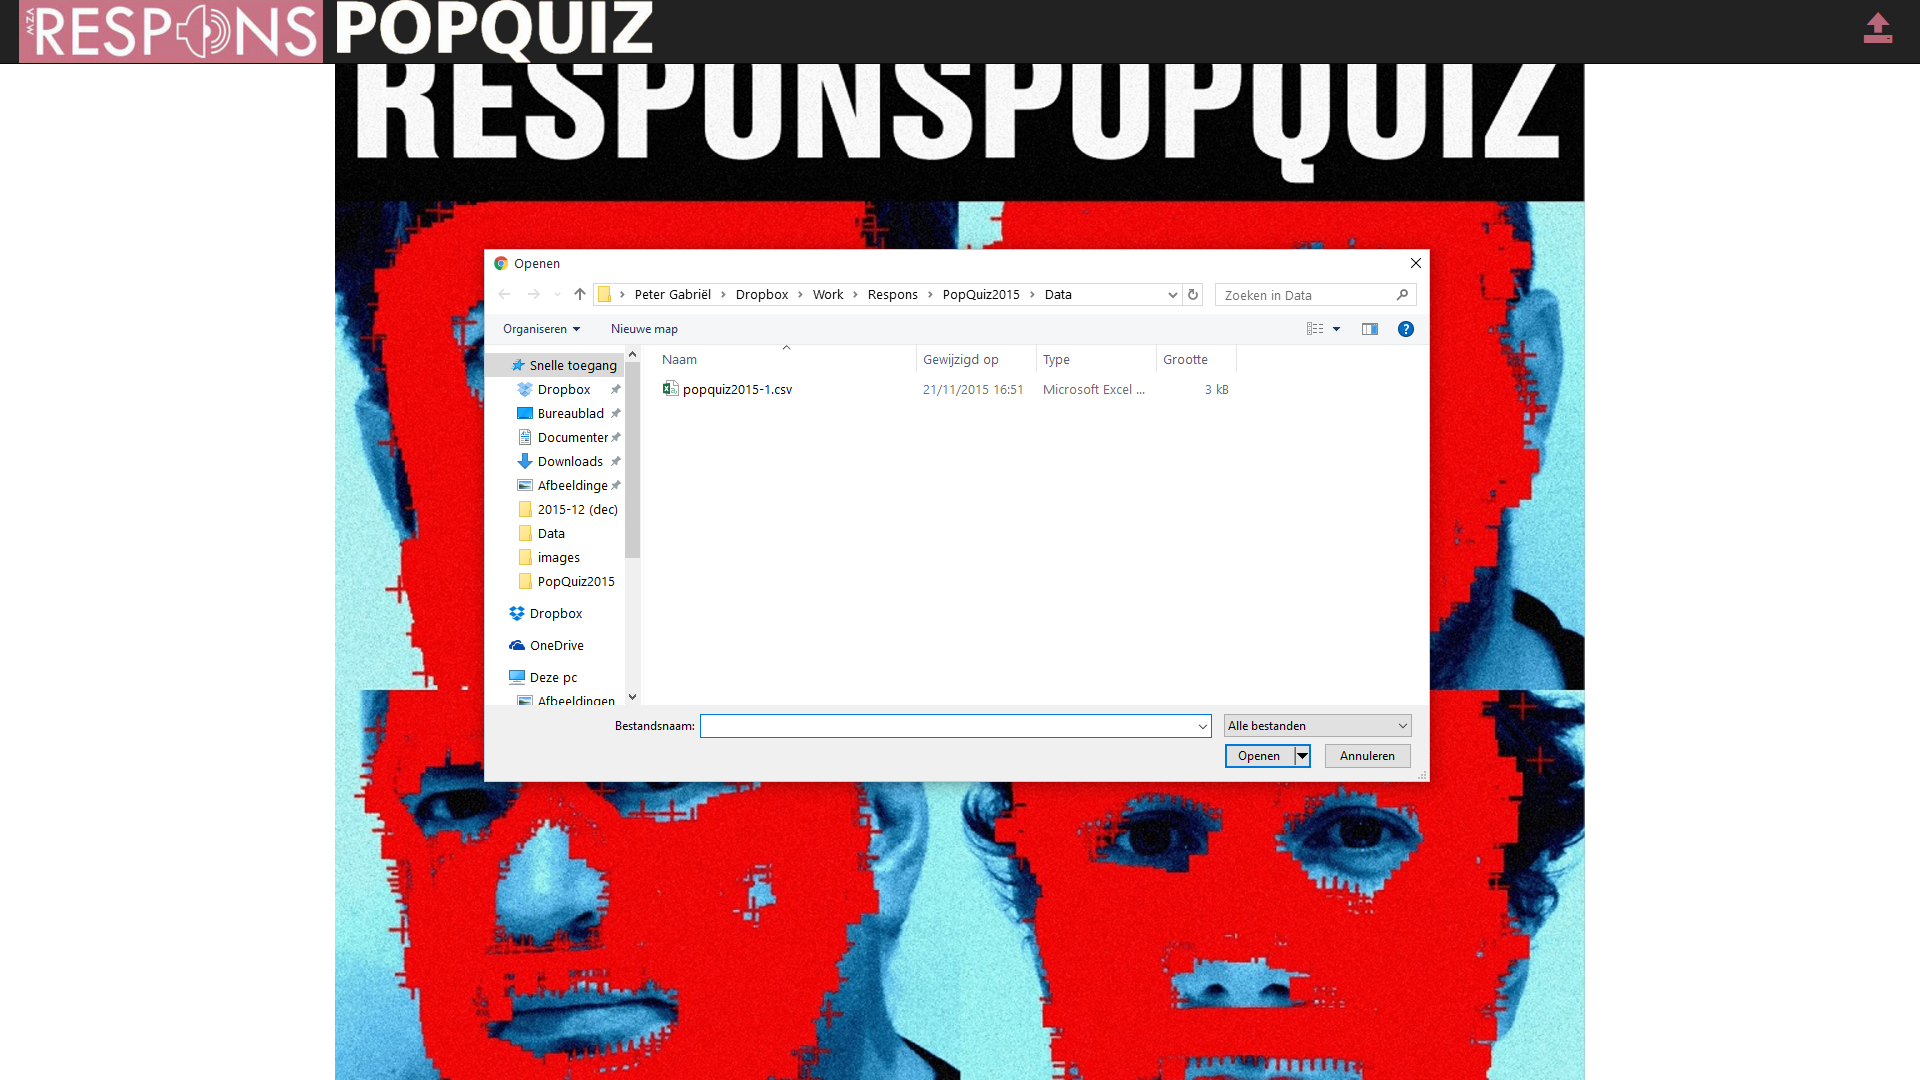 VZW RESPONS POPQUIZ
RESPONSPOPQUIZ
Openen
Peter Gabriël > Dropbox > Work > Respons > PopQuiz2015 > Data
Zoeken in Data
Organiseren
Nieuwe map
Naam
Gewijzigd op
Type
Grootte
popquiz2015-1.csv
21/11/2015 16:51
Microsoft Excel ...
3 kB
Snelle toegang
Dropbox
Bureaublad
Documenter
Downloads
Afbeeldinge
2015-12 (dec)
Data
images
PopQuiz2015
Dropbox
OneDrive
Deze pc
Afbeeldingen
Bestandsnaam:
Alle bestanden
Openen
Annuleren